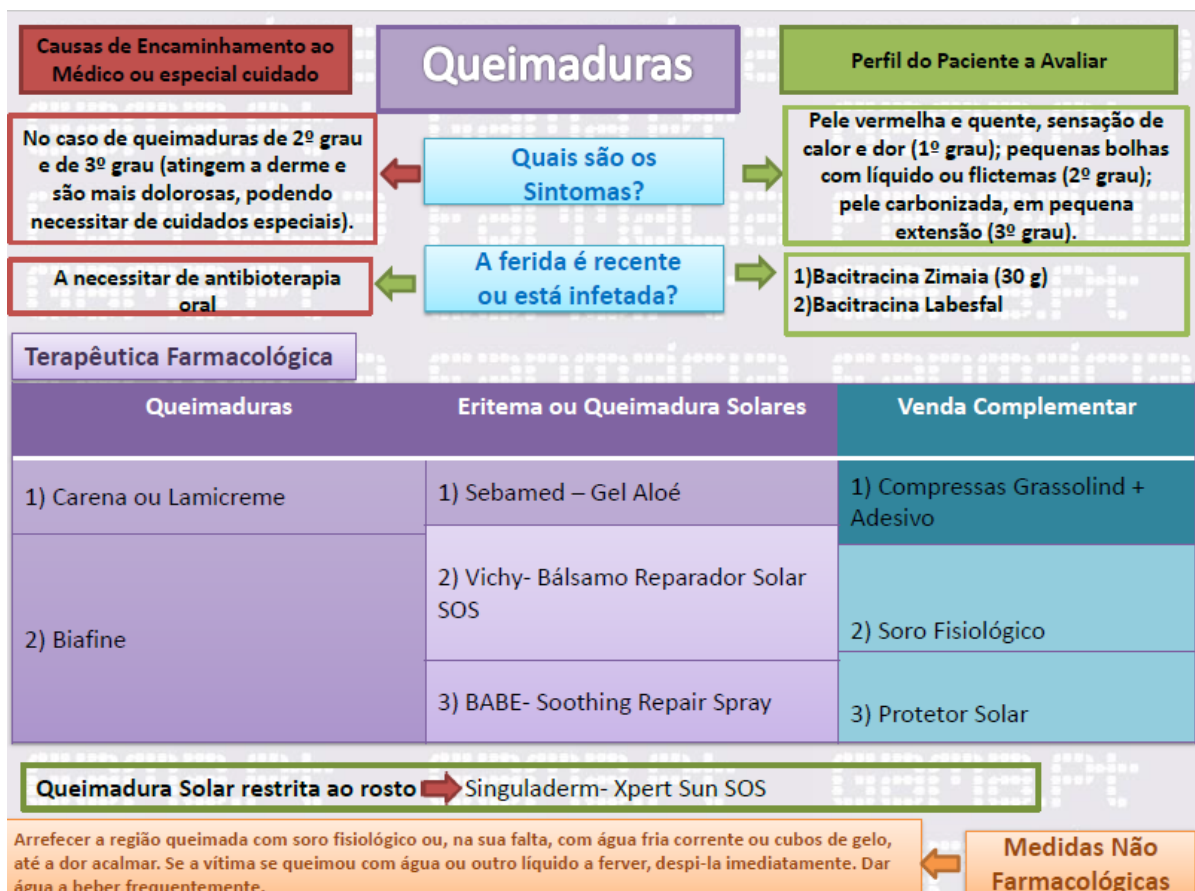 Causas de Encaminhamento ao
Médico ou especial cuidado
Queimaduras
Perfil do Paciente a Avaliar
No caso de queimaduras de 2º grau
e de 3º grau (atingem a derme e
são mais dolorosas, podendo
necessitar de cuidados especiais).
Quais são os
Sintomas?
Pele vermelha e quente, sensação de
calor e dor (1º grau); pequenas bolhas
com líquido ou flictemas (2º grau);
pele carbonizada, em pequena
extensão (3º grau).
A necessitar de antibioterapia
oral
A ferida é recente
ou está infetada?
1)Bacitracina Zimaia (30 g)
2)Bacitracina Labesfal
Terapêutica Farmacológica
Queimaduras
Eritema ou Queimadura Solares
Venda Complementar
1) Carena ou Lamicreme
1) Sebamed – Gel Aloé
1) Compressas Grassolind +
Adesivo
2) Biafine
2) Vichy- Bálsamo Reparador Solar
SOS
2) Soro Fisiológico
3) BABE- Soothing Repair Spray
3) Protetor Solar
Queimadura Solar restrita ao rosto
Singuladerm- Xpert Sun SOS
Arrefecer a região queimada com soro fisiológico ou, na sua falta, com água fria corrente ou cubos de gelo,
até a dor acalmar. Se a vítima se queimou com água ou outro líquido a ferver, despi-la imediatamente. Dar
água a beber frequentemente.
Medidas Não
Farmacológicas